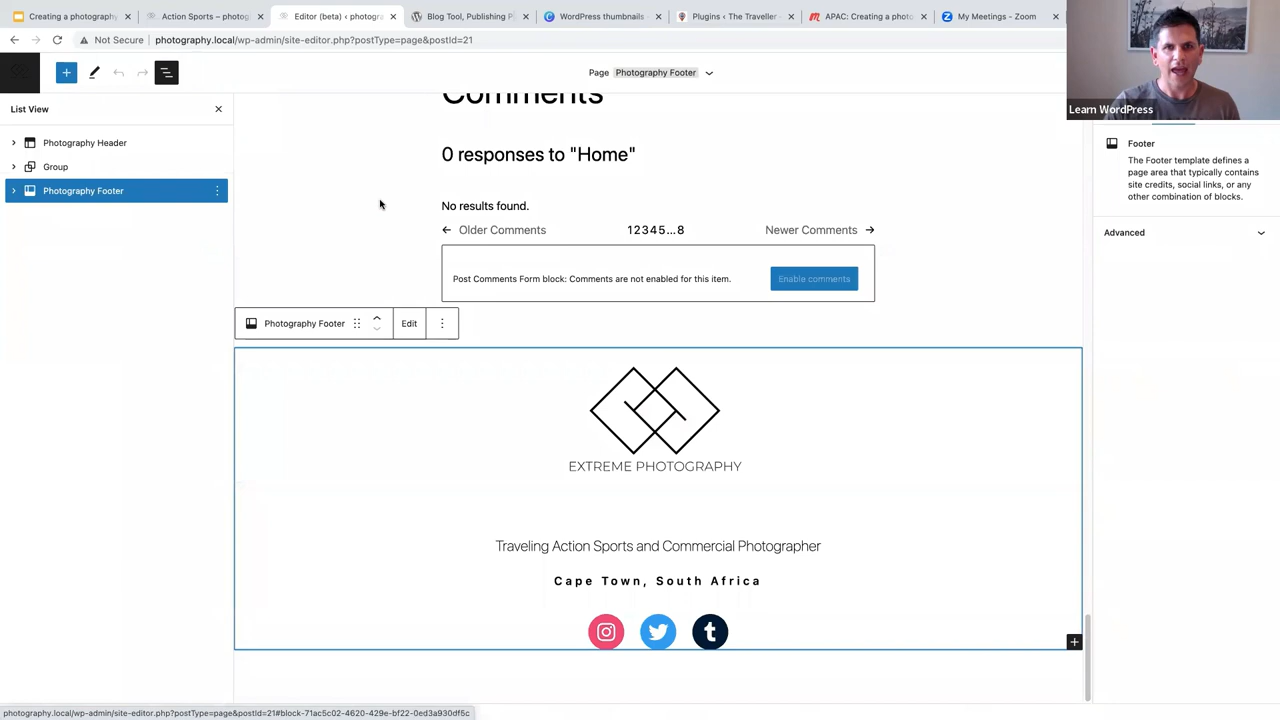 Creating a photography
Action Sports – photog
Editor (beta) ‹ photogra
Blog Tool, Publishing P
WordPress thumbnails -
Plugins ‹ The Traveller -
APAC: Creating a photo
My Meetings - Zoom
Not Secure
photography.local/wp-admin/site-editor.php?postType=page&postId=21
Page Photography Footer
Learn WordPress
List View
Photography Header
Group
Photography Footer
Comments
0 responses to "Home"
No results found.
Older Comments
12345...8
Newer Comments
Post Comments Form block: Comments are not enabled for this item.
Enable comments
Photography Footer
Edit
EXTREME PHOTOGRAPHY
Traveling Action Sports and Commercial Photographer
Cape Town, South Africa
Footer
The Footer template defines a
page area that typically contains
site credits, social links, or any
other combination of blocks.
Advanced
photography.local/wp-admin/site-editor.php?postType=page&postId=21#block-71ac5c02-4620-429e-bf22-0ed3a930df5c